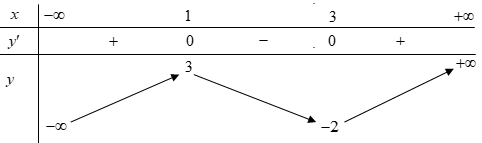 x −∞ 1 3 +∞
y′ + 0 − 0 +
3 +∞
y
−∞ −2